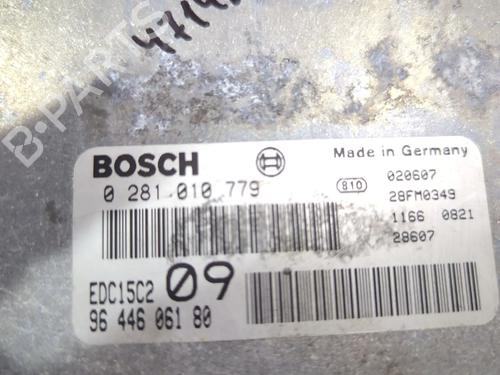 B-PARTS
BOSCH
Made in Germany
0 281 010 779
810
020607
28FM0349
1166 0821
28607
EDC15C2 09
96 446 061 80